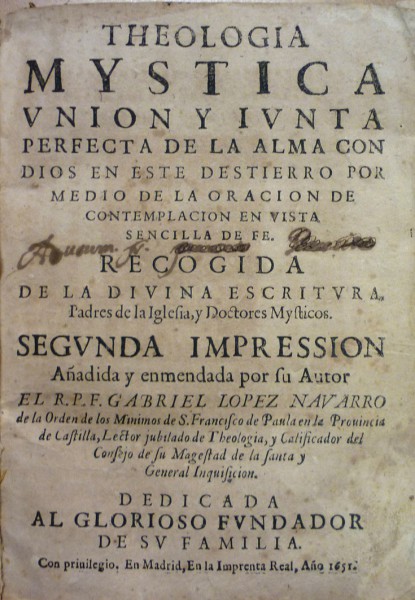 THEOLOGIA
MYSTICA
VNION Y IVNTA
PERFECTA DE LA ALMA CON
DIOS EN ESTE DESTIERRO POR
MEDIO DE LA ORACION DE
CONTEMPLACION EN VISTA
SENCILLA DE FE.
RECOGIDA
DE LA DIVINA ESCRITVRA,
Padres de la Igleſia, y Doctores Myſticos.
SEGVNDA IMPRESSION
Añadida y enmendada por ſu Autor
EL R.P.F. GABRIEL LOPEZ NAVARRO
de la Orden de los Minimos de S. Franciſco de Paula en la Prouincia
de Caſtilla, Lector jubilado de Theologia, y Calificador del
Conſejo de ſu Mageſtad de la ſanta y
General Inquiſicion.
DEDICADA
AL GLORIOSO FVNDADOR
DE SV FAMILIA.
Con priuilegio, En Madrid, En la Imprenta Real, Año 1651.